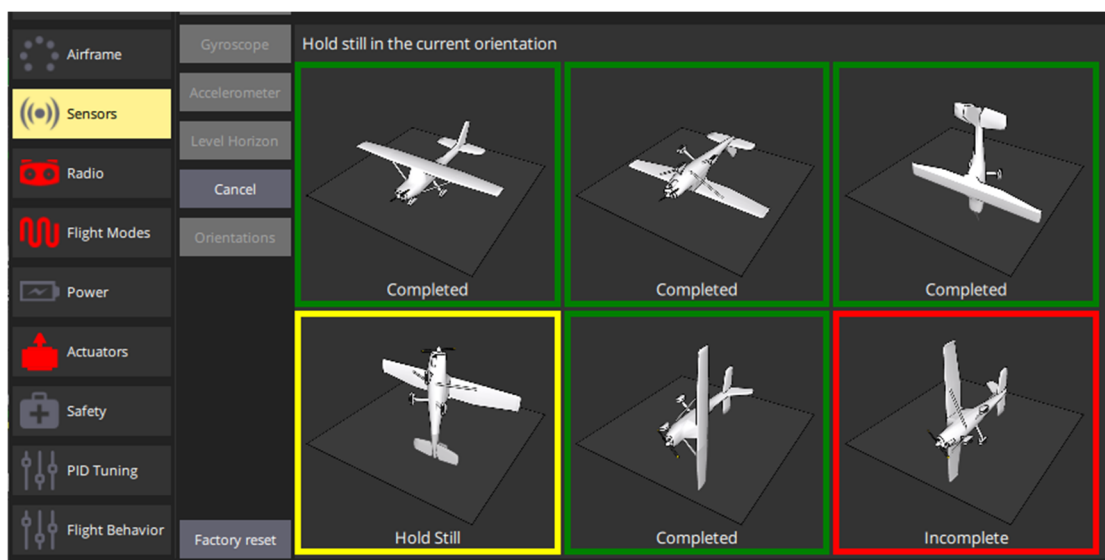 Airframe
Sensors
Radio
Flight Modes
Power
Actuators
Safety
PID Tuning
Flight Behavior
Gyroscope
Accelerometer
Level Horizon
Cancel
Orientations
Factory reset
Hold still in the current orientation
Completed
Completed
Completed
Hold Still
Completed
Incomplete